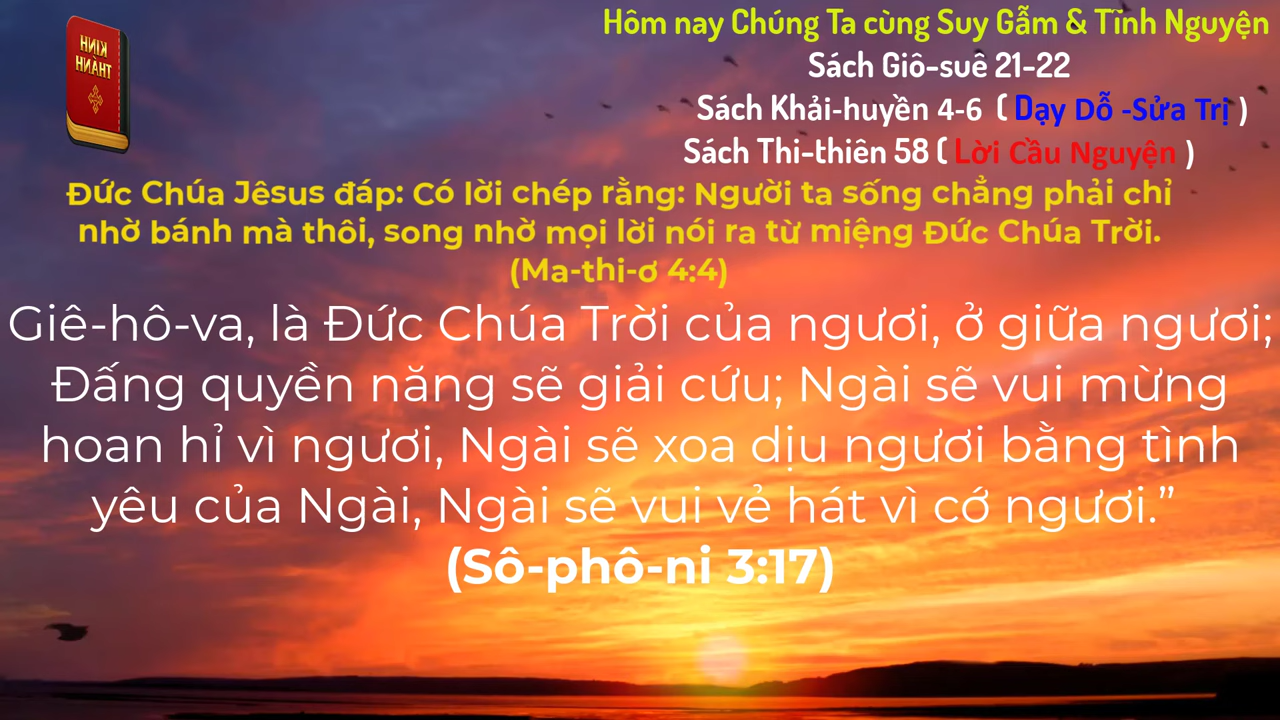 KINH
THÁNH
Hôm nay Chúng Ta cùng Suy Gẫm & Tĩnh Nguyện
Sách Giô-suê 21-22
Sách Khải-huyền 4-6 ( Dạy Dỗ -Sửa Trị )
Sách Thi-thiên 58 ( Lời Cầu Nguyện )
Đức Chúa Jêsus đáp: Có lời chép rằng: Người ta sống chẳng phải chỉ
nhờ bánh mà thôi, song nhờ mọi lời nói ra từ miệng Đức Chúa Trời.
(Ma-thi-ơ 4:4)
Giê-hô-va, là Đức Chúa Trời của ngươi, ở giữa ngươi;
Đấng quyền năng sẽ giải cứu; Ngài sẽ vui mừng
hoan hỉ vì ngươi, Ngài sẽ xoa dịu ngươi bằng tình
yêu của Ngài, Ngài sẽ vui vẻ hát vì cớ ngươi.”
(Sô-phô-ni 3:17)